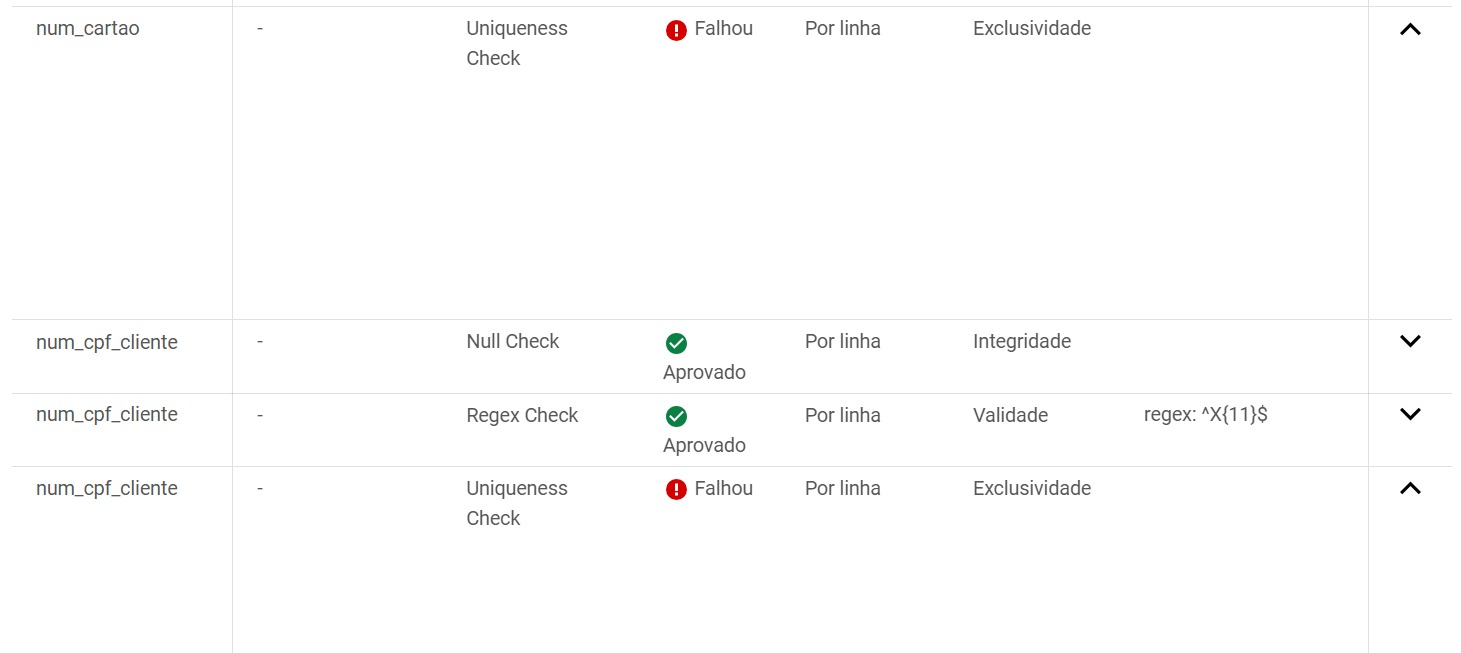 num_cartao - Uniqueness Check Falhou Por linha Exclusividade
num_cpf_cliente - Null Check Aprovado Por linha Integridade
num_cpf_cliente - Regex Check Aprovado Por linha Validade regex: ^X{11}$
num_cpf_cliente - Uniqueness Check Falhou Por linha Exclusividade